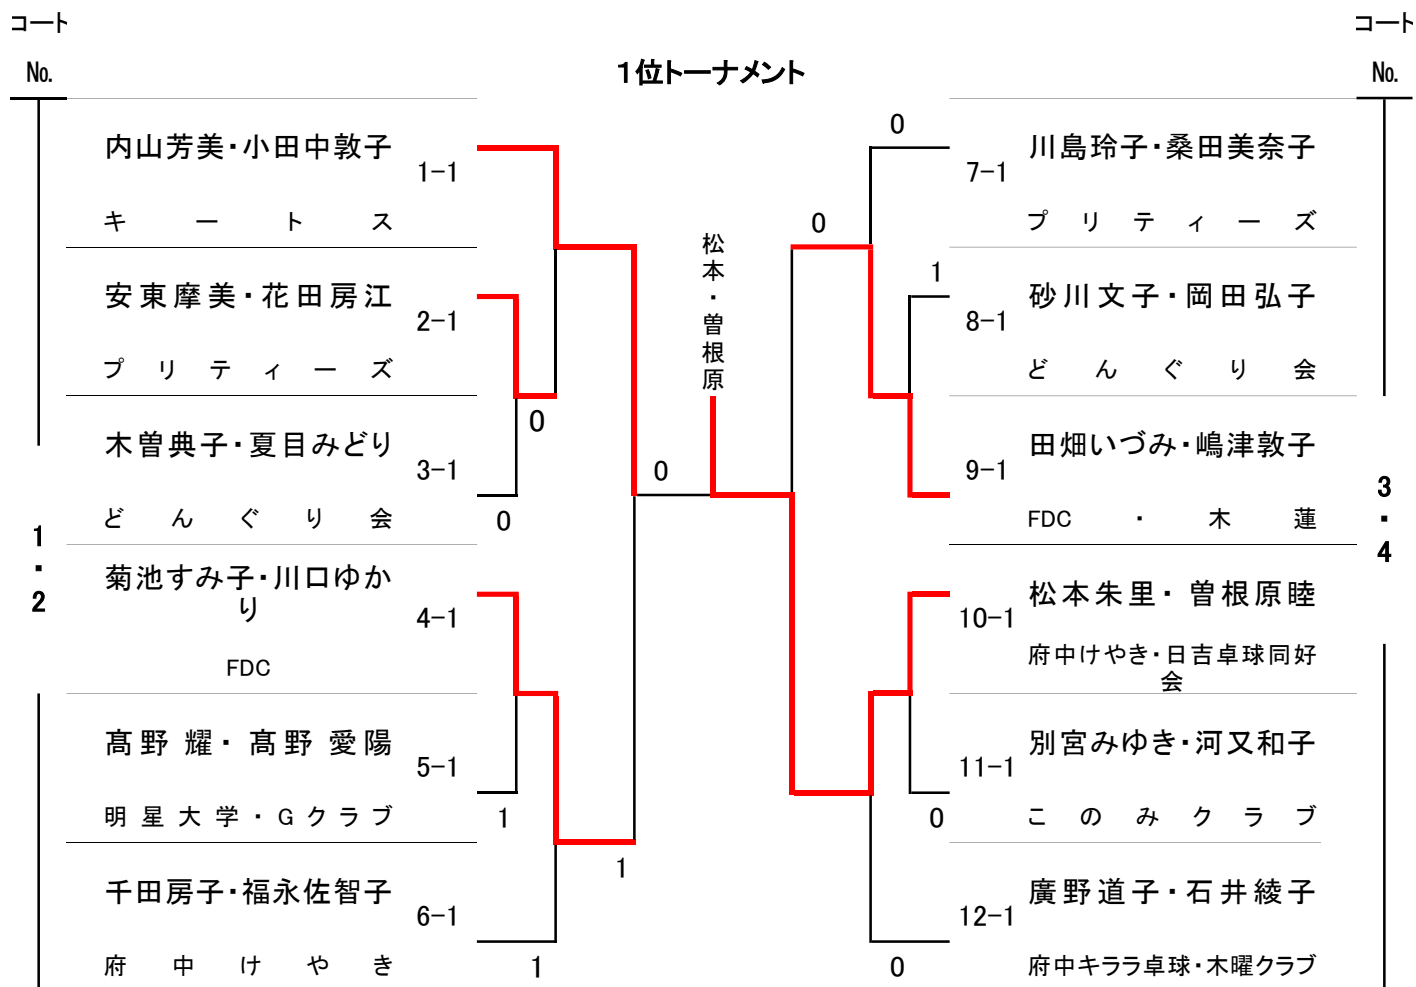 コート
コート
No.
1位トーナメント
No.
内山芳美・小田中敦子
1-1
キートス
安東摩美・花田房江
2-1
プリティーズ
0
木曽典子・夏目みどり
3-1
どんぐり会
0
1・2
菊池すみ子・川口ゆか
り
4-1
FDC
髙野 耀・髙野 愛陽
5-1
明星大学・Gクラブ
1
1
千田房子・福永佐智子
6-1
府中けやき
1
0
松本・曽根原
0
0
川島玲子・桑田美奈子
7-1
プリティーズ
1
砂川文子・岡田弘子
8-1
どんぐり会
田畑いづみ・嶋津敦子
9-1
FDC・木蓮
3・4
松本朱里・曽根原睦
10-1
府中けやき・日吉卓球同好
会
別宮みゆき・河又和子
11-1
0
このみクラブ
廣野道子・石井綾子
12-1
0
府中キララ卓球・木曜クラブ